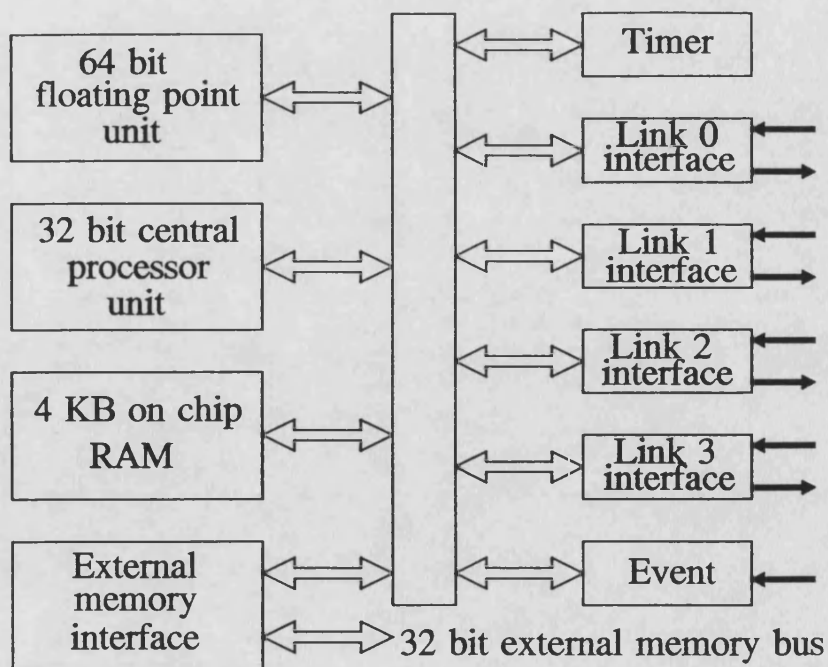 64 bit
floating point
unit
32 bit central
processor
unit
4 KB on chip
RAM
External
memory
interface
Timer
Link 0
interface
Link 1
interface
Link 2
interface
Link 3
interface
Event
32 bit external memory bus